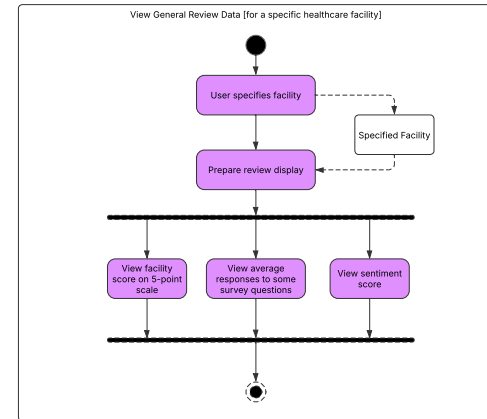 View General Review Data [for a specific healthcare facility]
User specifies facility
Specified Facility
Prepare review display
View facility
score on 5-point
scale
View average
responses to some
survey questions
View sentiment
score